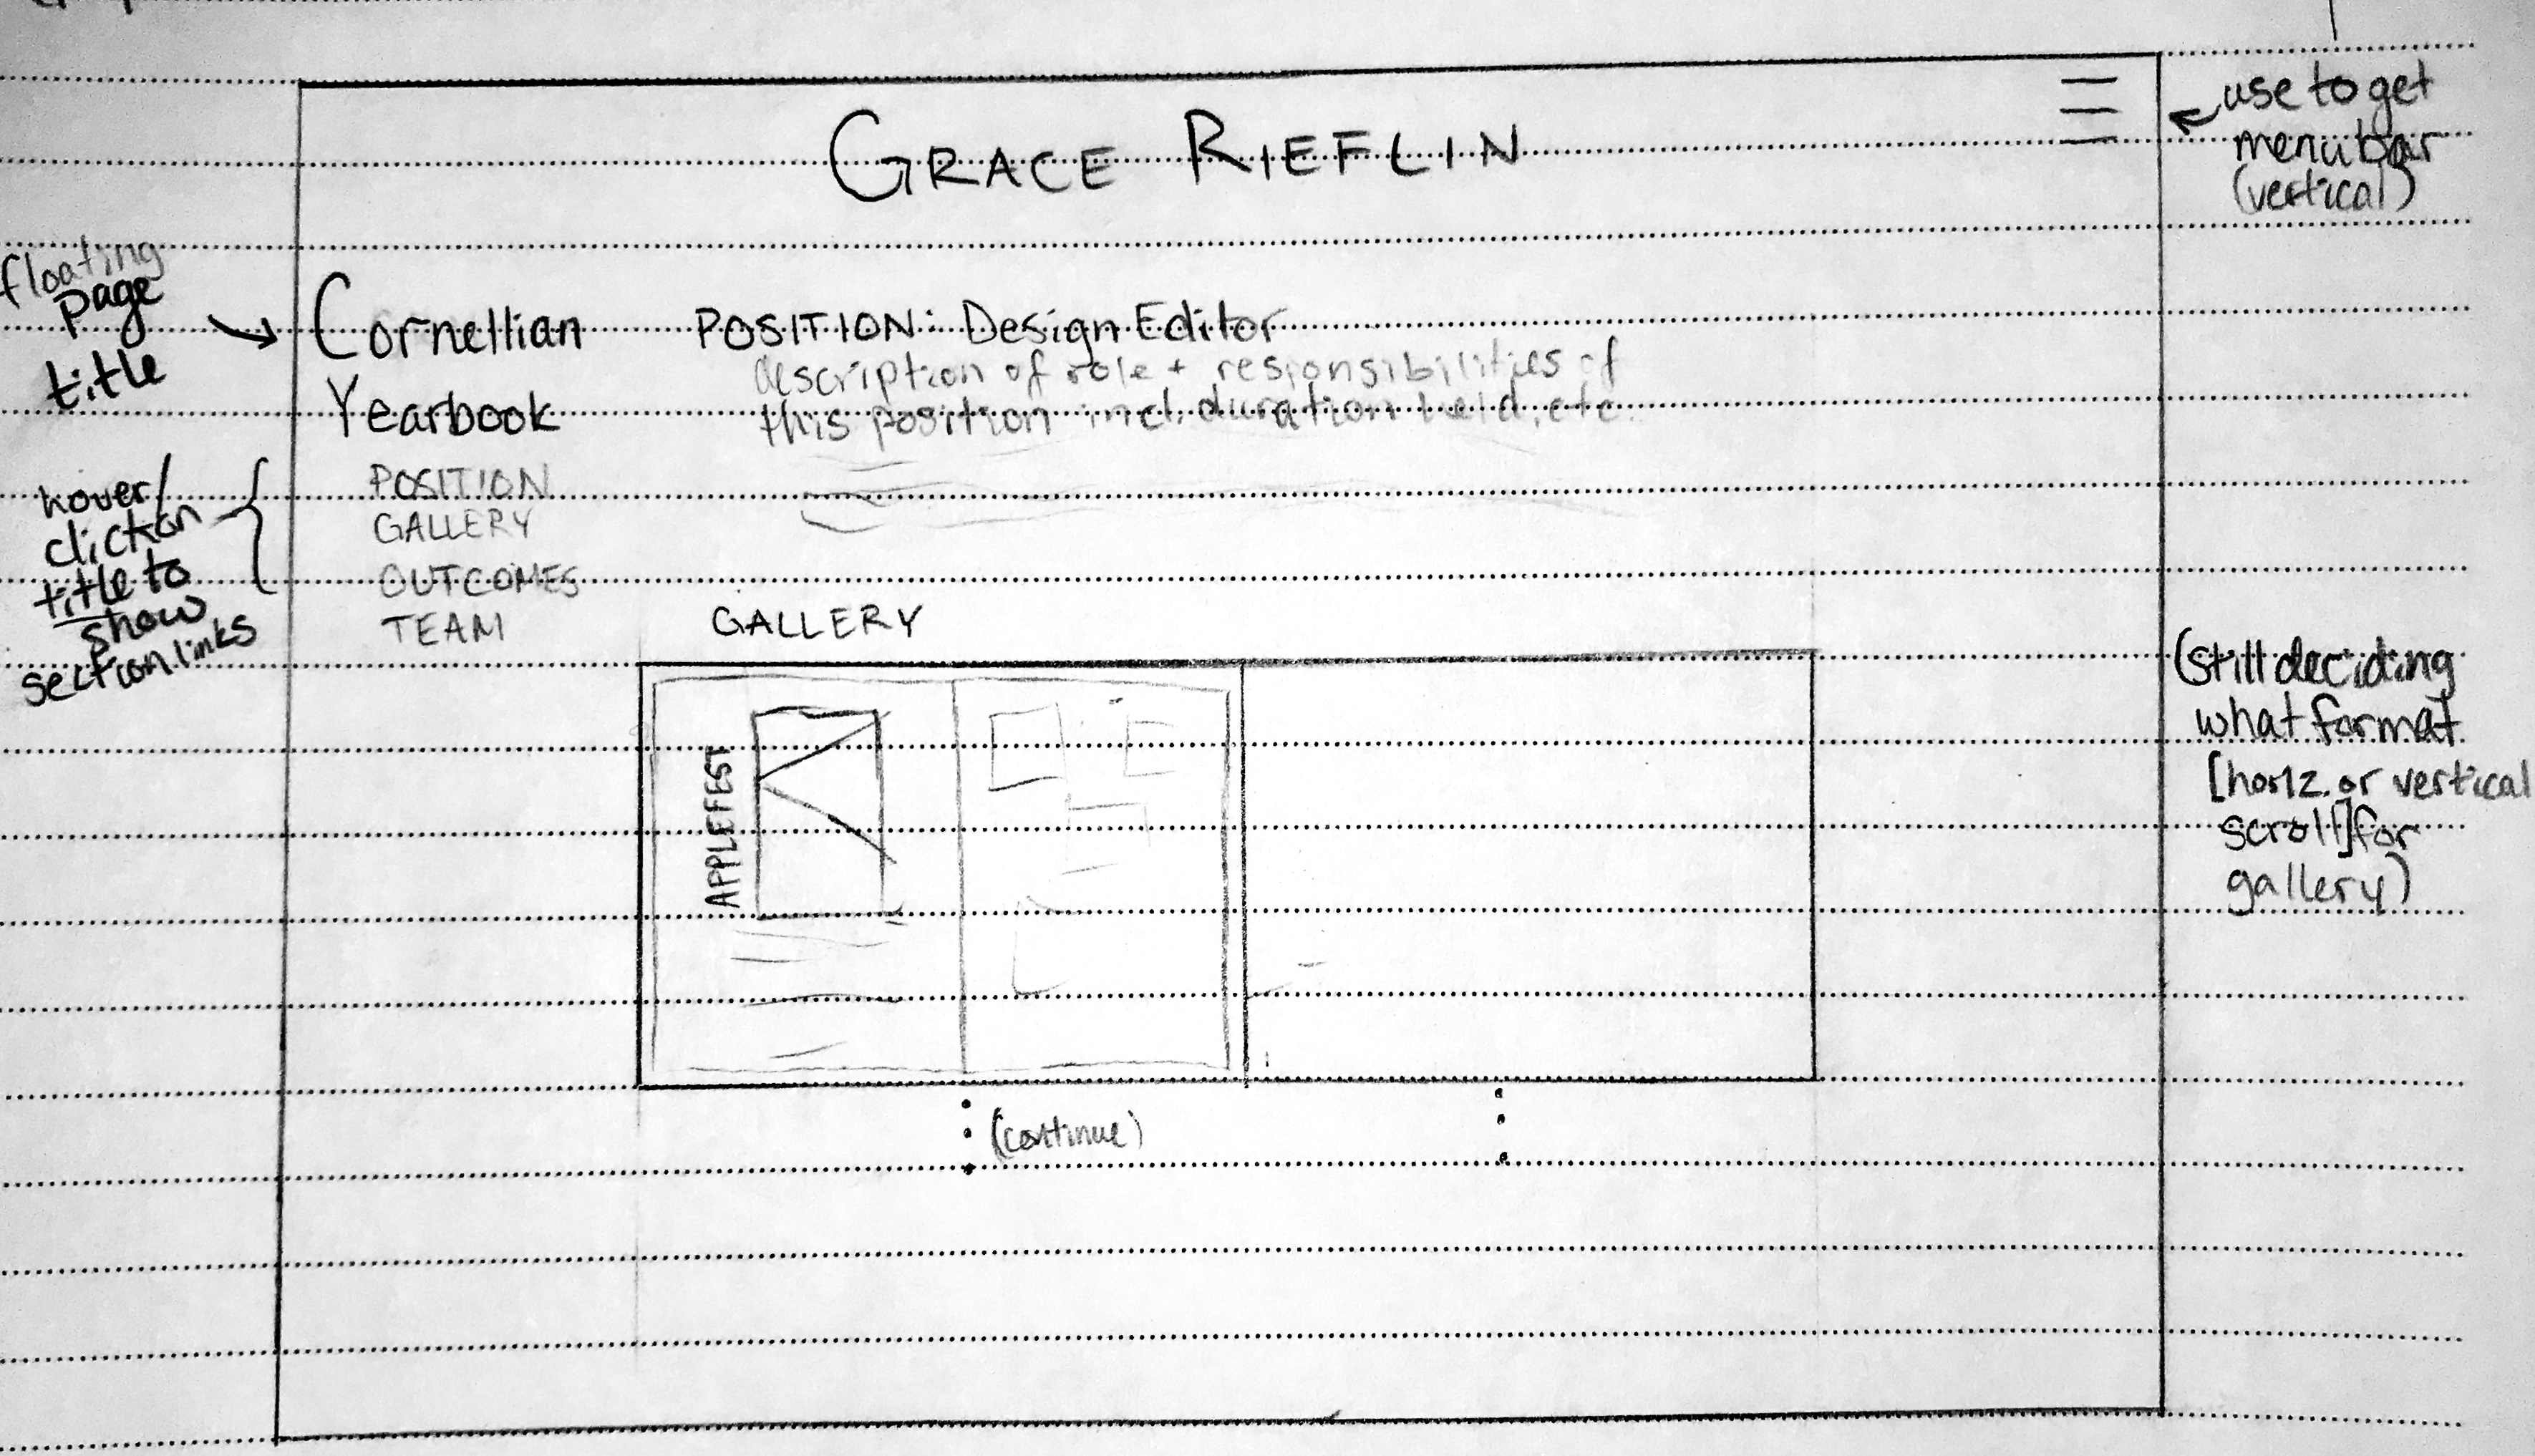 GRACE RIEFLIN
use to get
menu bar
(vertical)
floating
page
title
Cornellian
Yearbook
POSITION: Design Editor
description of role + responsibilities of
this position incl. duration held, etc.
hover/
click on
title to
show
section links
POSITION
GALLERY
OUTCOMES
TEAM
GALLERY
APPLEFEST
(still deciding
what format
[horiz. or vertical
scroll] for
gallery)
(continue)